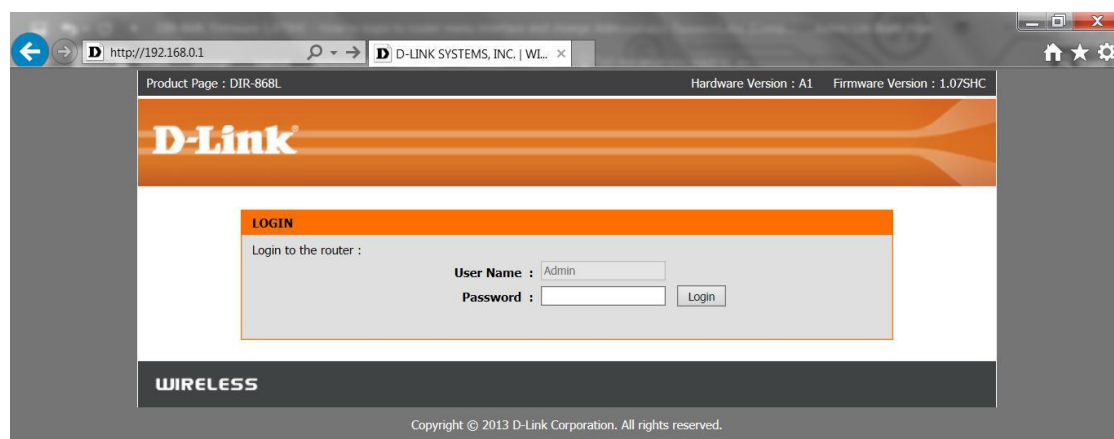 http://192.168.0.1 D-LINK SYSTEMS, INC. | WI...
Product Page : DIR-868L Hardware Version : A1 Firmware Version : 1.07SHC
D-Link
LOGIN
Login to the router :
User Name : Admin
Password : Login
WIRELESS
Copyright © 2013 D-Link Corporation. All rights reserved.